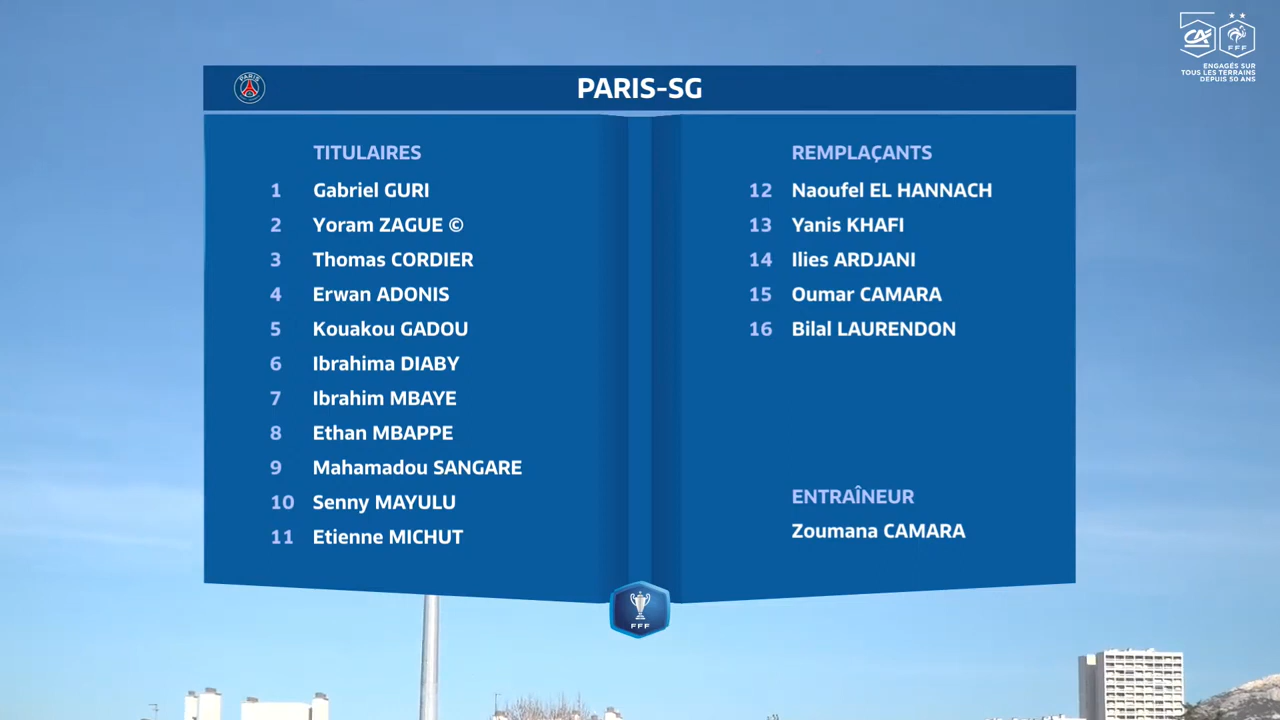 PARIS
PARIS-SG
CA
FFF
ENGAGÉS SUR
TOUS LES TERRAINS
DEPUIS 50 ANS
TITULAIRES
1 Gabriel GURI
2 Yoram ZAGUE ©
3 Thomas CORDIER
4 Erwan ADONIS
5 Kouakou GADOU
6 Ibrahima DIABY
7 Ibrahim MBAYE
8 Ethan MBAPPE
9 Mahamadou SANGARE
10 Senny MAYULU
11 Etienne MICHUT
REMPLAÇANTS
12 Naoufel EL HANNACH
13 Yanis KHAFI
14 Ilies ARDJANI
15 Oumar CAMARA
16 Bilal LAURENDON
ENTRAÎNEUR
Zoumana CAMARA
FFF